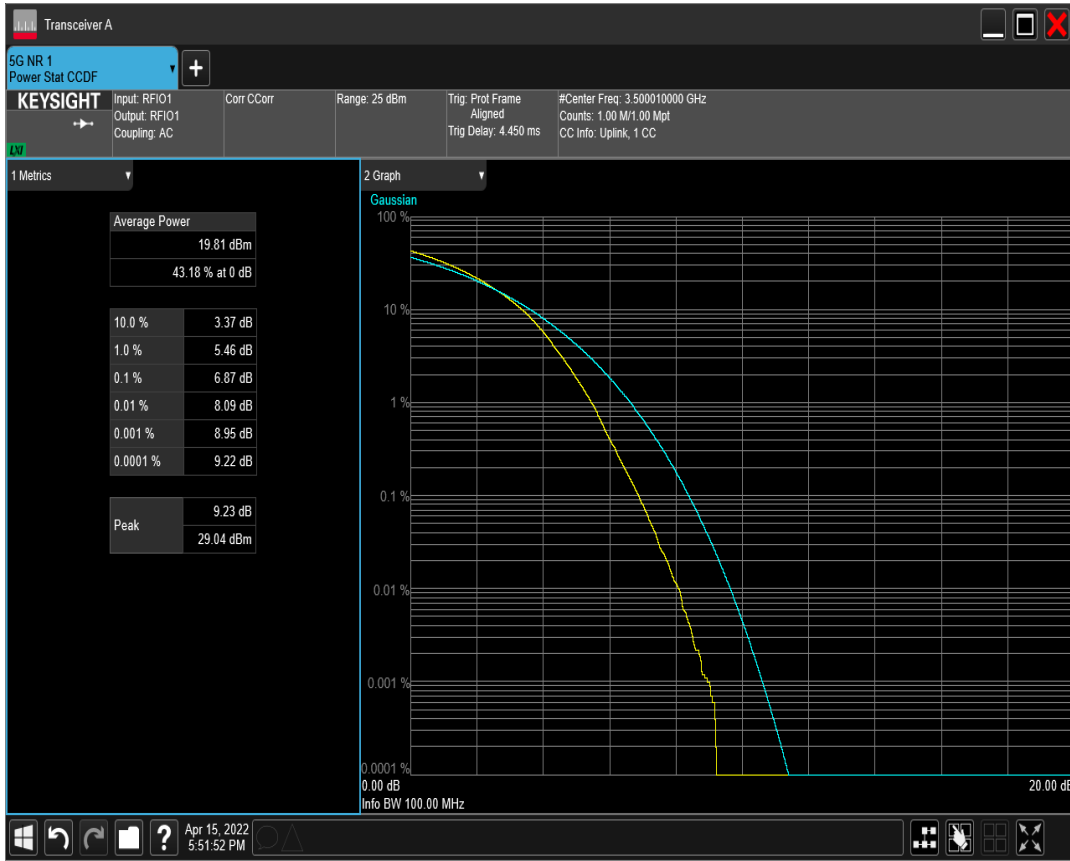 Transceiver A
5G NR 1
Power Stat CCDF
KEYSIGHT
LXI
Input: RFIO1
Output: RFIO1
Coupling: AC
Corr CCorr
Range: 25 dBm
Trig: Prot Frame
Aligned
Trig Delay: 4.450 ms
#Center Freq: 3.500010000 GHz
Counts: 1.00 M/1.00 Mpt
CC Info: Uplink, 1 CC
1 Metrics
Average Power
19.81 dBm
43.18 % at 0 dB
10.0 % 3.37 dB
1.0 % 5.46 dB
0.1 % 6.87 dB
0.01 % 8.09 dB
0.001 % 8.95 dB
0.0001 % 9.22 dB
Peak
9.23 dB
29.04 dBm
2 Graph
Gaussian
100 %
10 %
1 %
0.1 %
0.01 %
0.001 %
0.0001 %
0.00 dB 20.00 dB
Info BW 100.00 MHz
?
Apr 15, 2022
5:51:52 PM